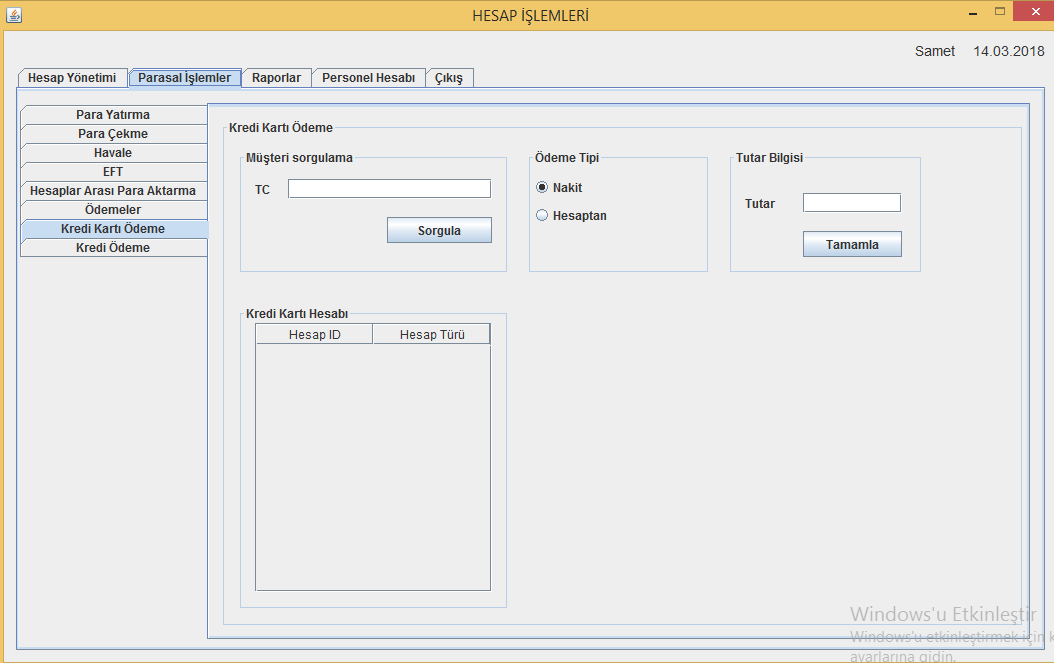 HESAP İŞLEMLERİ
Samet 14.03.2018
Hesap Yönetimi Parasal İşlemler Raporlar Personel Hesabı Çıkış
Para Yatırma
Para Çekme
Havale
EFT
Hesaplar Arası Para Aktarma
Ödemeler
Kredi Kartı Ödeme
Kredi Ödeme
Kredi Kartı Ödeme
Müşteri sorgulama
TC
Sorgula
Ödeme Tipi
Nakit
Hesaptan
Tutar Bilgisi
Tutar
Tamamla
Kredi Kartı Hesabı
Hesap ID Hesap Türü
Windows'u Etkinleştir
Windows'u etkinleştirmek için k
ayarlarına gidin.